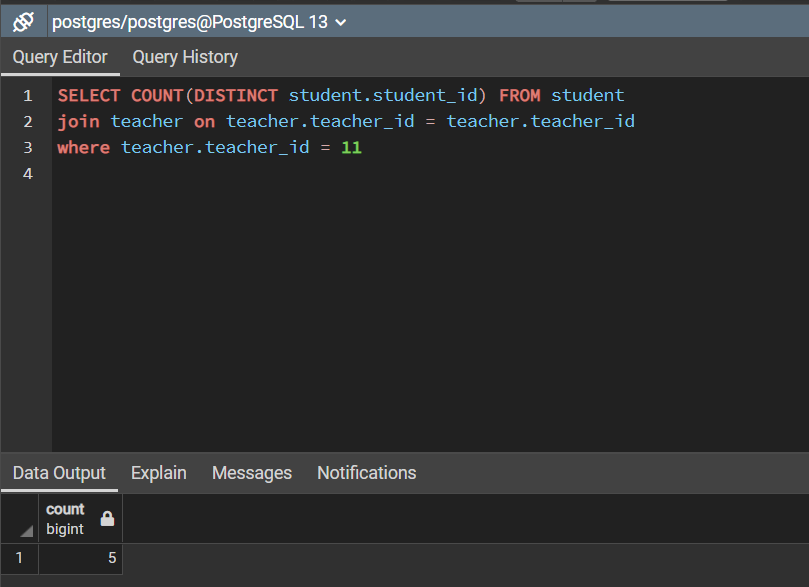 postgres/postgres@PostgreSQL 13
Query Editor Query History
1 SELECT COUNT(DISTINCT student.student_id) FROM student
2 join teacher on teacher.teacher_id = teacher.teacher_id
3 where teacher.teacher_id = 11
4
Data Output Explain Messages Notifications
count
bigint
1 5